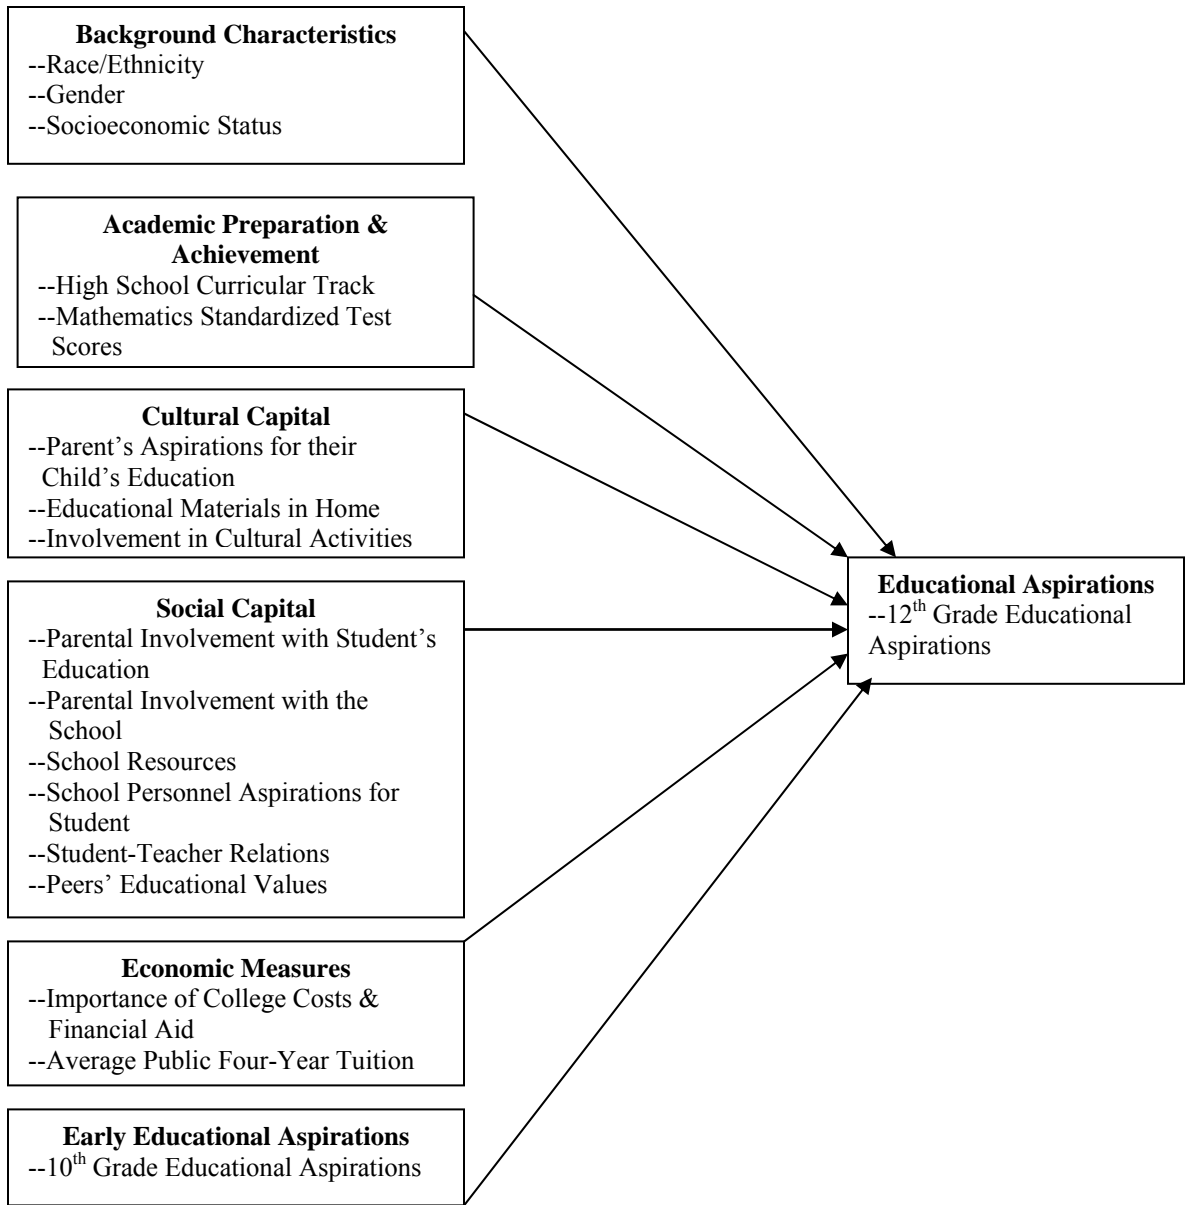 Background Characteristics
--Race/Ethnicity
--Gender
--Socioeconomic Status
Academic Preparation &
Achievement
--High School Curricular Track
--Mathematics Standardized Test
Scores
Cultural Capital
--Parent’s Aspirations for their
Child’s Education
--Educational Materials in Home
--Involvement in Cultural Activities
Social Capital
--Parental Involvement with Student’s
Education
--Parental Involvement with the
School
--School Resources
--School Personnel Aspirations for
Student
--Student-Teacher Relations
--Peers’ Educational Values
Economic Measures
--Importance of College Costs &
Financial Aid
--Average Public Four-Year Tuition
Early Educational Aspirations
--10th Grade Educational Aspirations
Educational Aspirations
--12th Grade Educational
Aspirations